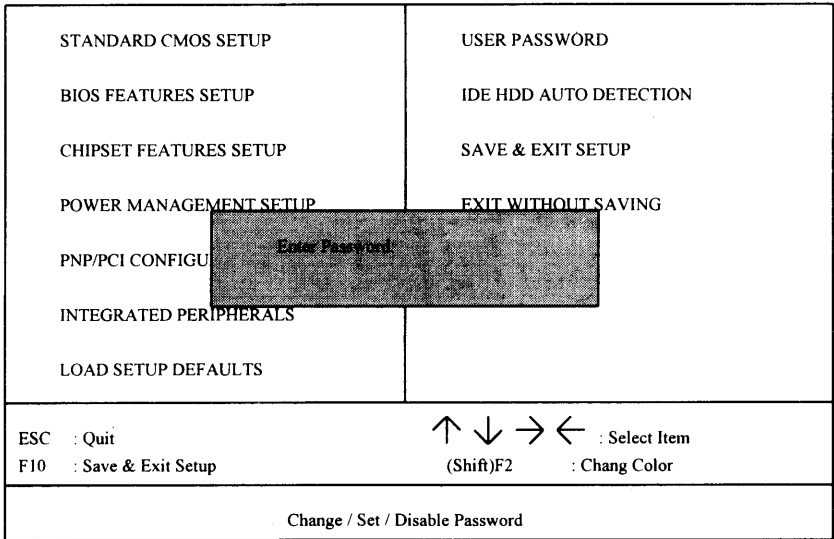 STANDARD CMOS SETUP
USER PASSWORD
BIOS FEATURES SETUP
IDE HDD AUTO DETECTION
CHIPSET FEATURES SETUP
SAVE & EXIT SETUP
POWER MANAGEMENT SETUP
EXIT WITHOUT SAVING
Enter Password:
PNP/PCI CONFIGU
INTEGRATED PERIPHERALS
LOAD SETUP DEFAULTS
ESC : Quit
↑ ↓ → ← : Select Item
F10 : Save & Exit Setup
(Shift)F2 : Chang Color
Change / Set / Disable Password